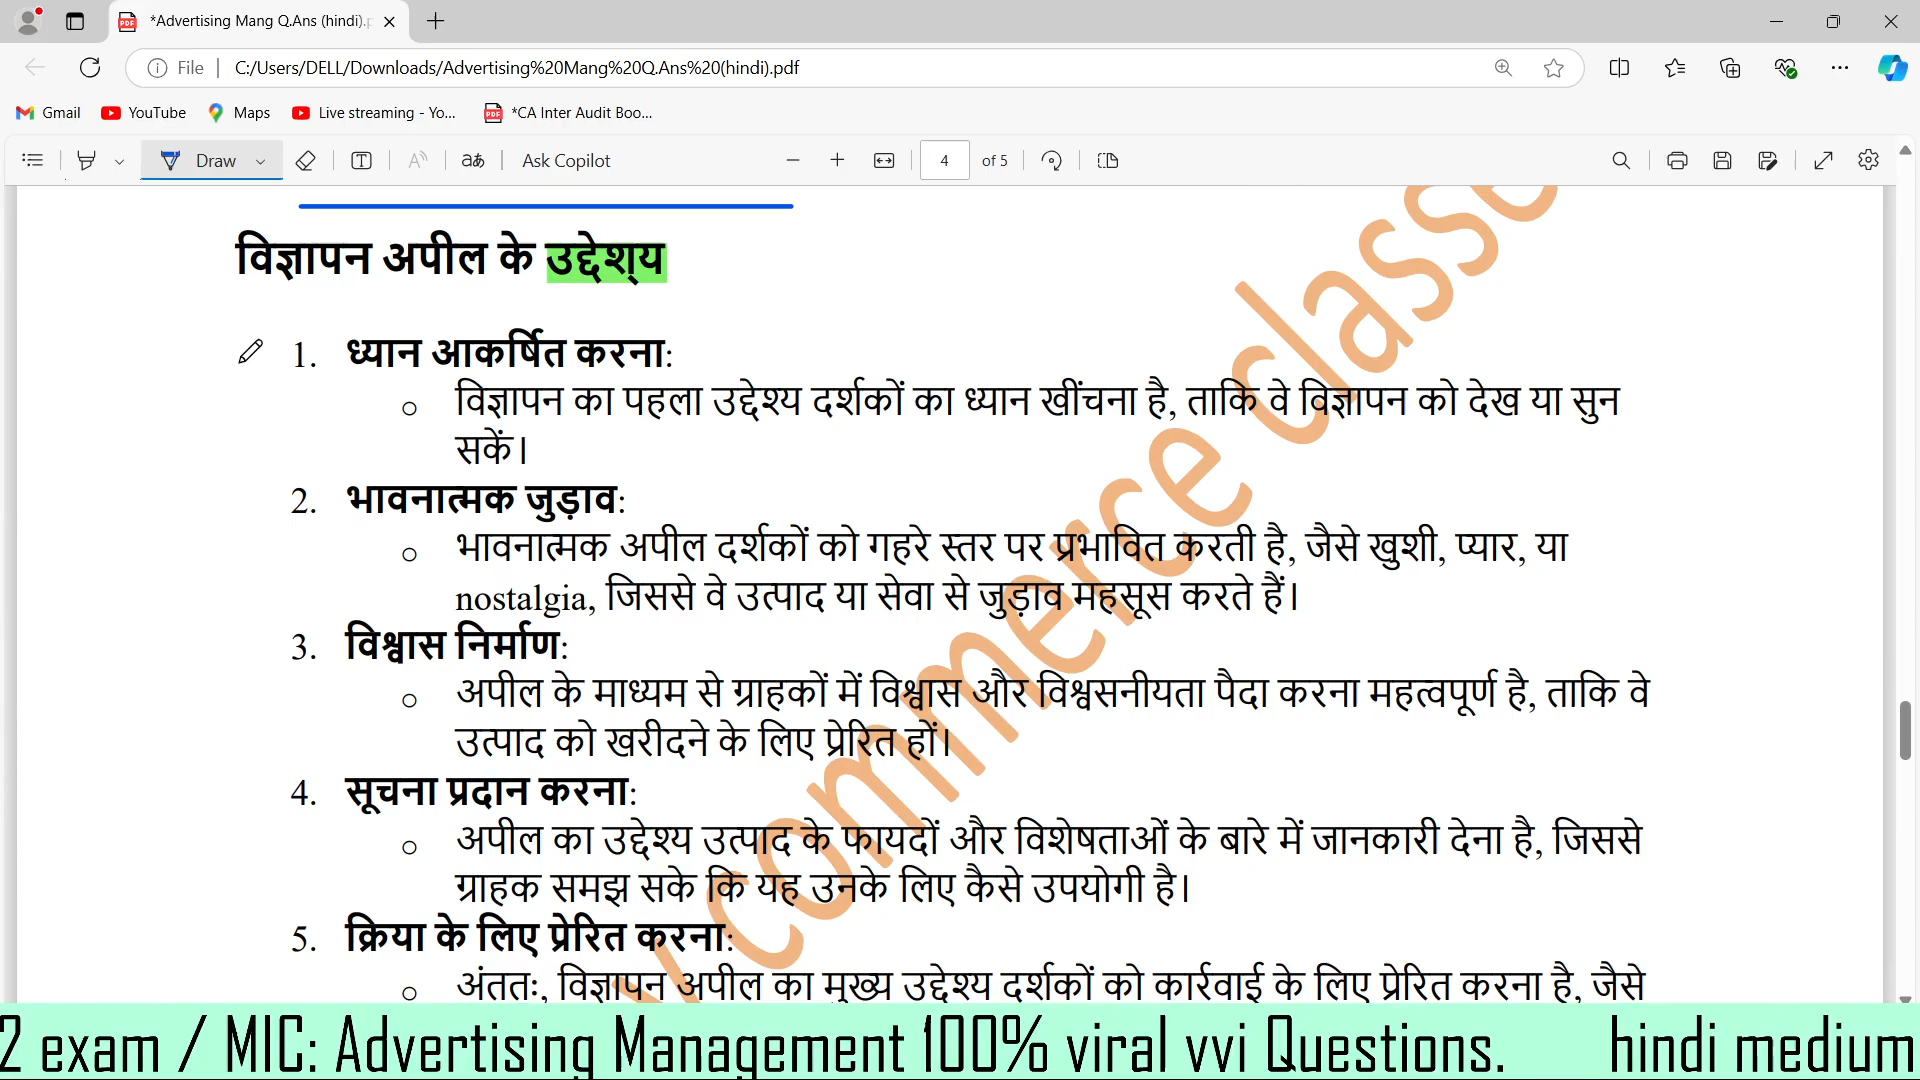 *Advertising Mang Q.Ans (hindi).p
File C:/Users/DELL/Downloads/Advertising%20Mang%20Q.Ans%20(hindi).pdf
Gmail YouTube Maps Live streaming - Yo... *CA Inter Audit Boo...
Draw aあ Ask Copilot 4 of 5
विज्ञापन अपील के उद्देश्य
1. ध्यान आकर्षित करना:
o विज्ञापन का पहला उद्देश्य दर्शकों का ध्यान खींचना है, ताकि वे विज्ञापन को देख या सुन
सकें।
2. भावनात्मक जुड़ाव:
o भावनात्मक अपील दर्शकों को गहरे स्तर पर प्रभावित करती है, जैसे खुशी, प्यार, या
nostalgia, जिससे वे उत्पाद या सेवा से जुड़ाव महसूस करते हैं।
3. विश्वास निर्माण:
o अपील के माध्यम से ग्राहकों में विश्वास और विश्वसनीयता पैदा करना महत्वपूर्ण है, ताकि वे
उत्पाद को खरीदने के लिए प्रेरित हों।
4. सूचना प्रदान करना:
o अपील का उद्देश्य उत्पाद के फायदों और विशेषताओं के बारे में जानकारी देना है, जिससे
ग्राहक समझ सके कि यह उनके लिए कैसे उपयोगी है।
5. क्रिया के लिए प्रेरित करना:
o अंततः, विज्ञापन अपील का मुख्य उद्देश्य दर्शकों को कार्रवाई के लिए प्रेरित करना है, जैसे
commerce classe
2 exam / MIC: Advertising Management 100% viral vvi Questions. hindi medium